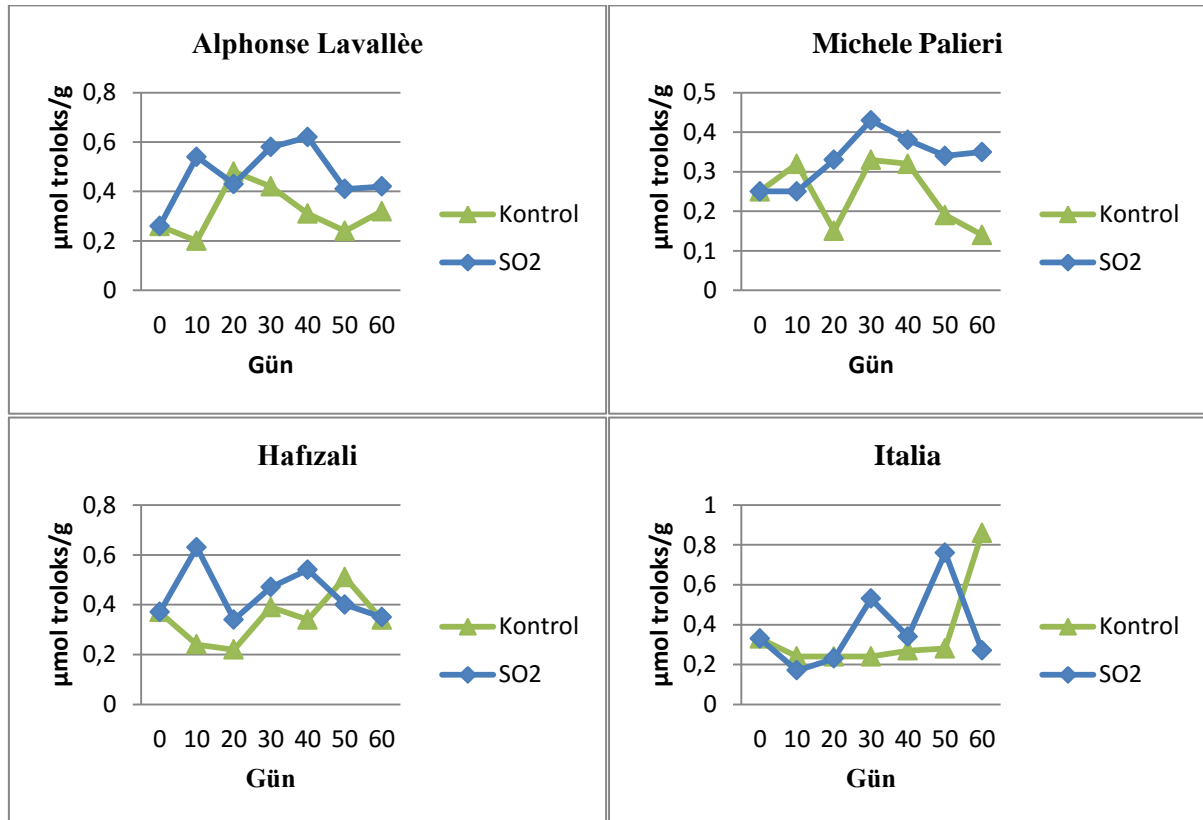 Alphonse Lavallèe
µmol troloks/g
0,8
0,6
0,4
0,2
0
0 10 20 30 40 50 60
Gün
Kontrol
SO2
Michele Palieri
µmol troloks/g
0,5
0,4
0,3
0,2
0,1
0
0 10 20 30 40 50 60
Gün
Kontrol
SO2
Hafızali
µmol troloks/g
0,8
0,6
0,4
0,2
0
0 10 20 30 40 50 60
Gün
Kontrol
SO2
Italia
µmol troloks/g
1
0,8
0,6
0,4
0,2
0
0 10 20 30 40 50 60
Gün
Kontrol
SO2